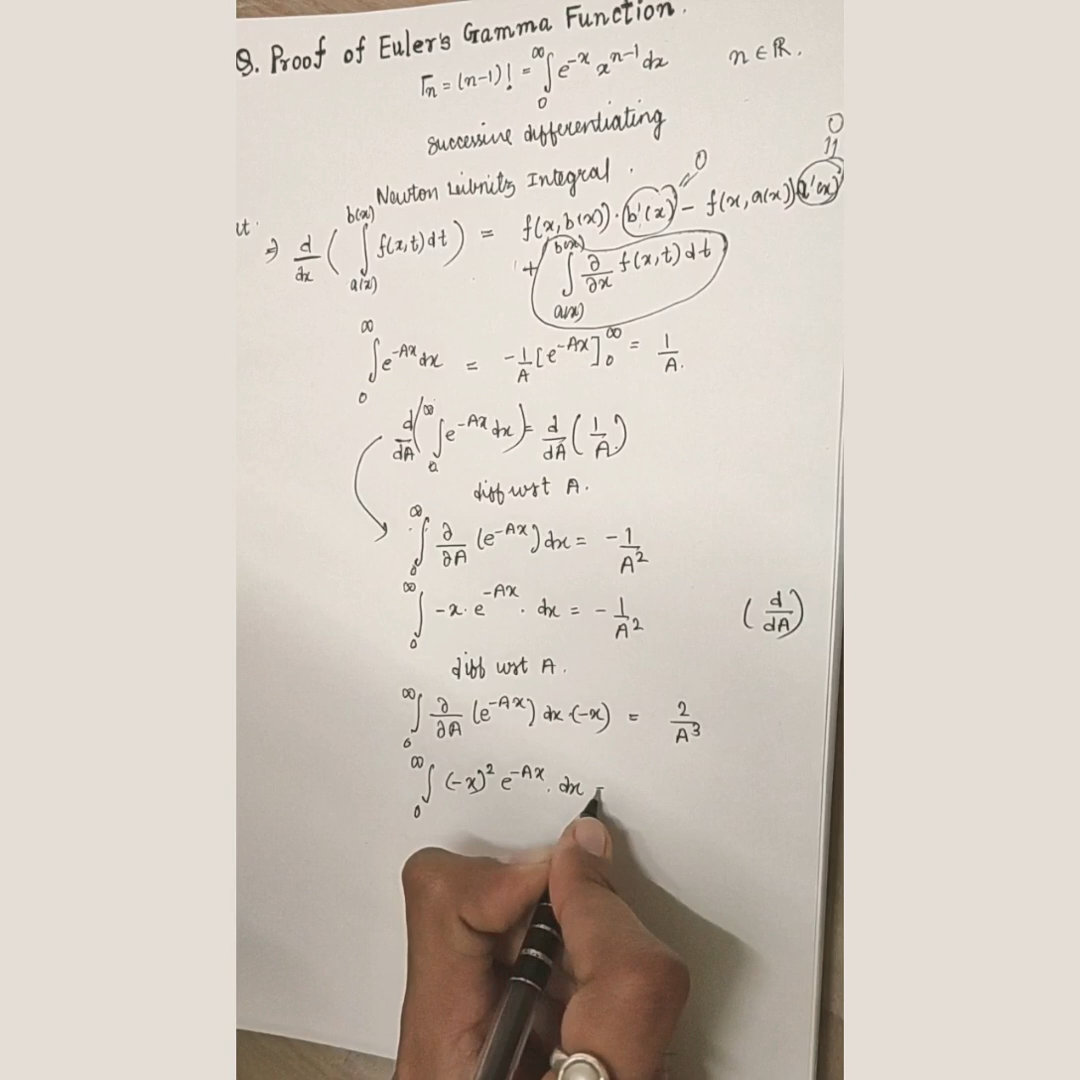 Q. Proof of Euler's Gamma Function.
Γn = (n-1)! = ∫₀^∞ e^{-x} x^{n-1} dx n ∈ ℝ.
successive differentiating
Newton Leibnitz Integral.
⇒ d/dx ( ∫_{a(x)}^{b(x)} f(x,t) dt ) = f(x,b(x)) · b'(x) - f(x,a(x)) a'(x)
0 0
+ ∫_{a(x)}^{b(x)} ∂/∂x f(x,t) dt
∫₀^∞ e^{-Ax} dx = -1/A [e^{-Ax}]₀^∞ = 1/A.
d/dA ( ∫₀^∞ e^{-Ax} dx ) = d/dA (1/A)
diff wrt A.
∫₀^∞ ∂/∂A (e^{-Ax}) dx = -1/A²
∫₀^∞ -x · e^{-Ax} · dx = -1/A² (d/dA)
diff wrt A.
∫₀^∞ ∂/∂A (e^{-Ax}) dx (-x) = 2/A³
∫₀^∞ (-x)² e^{-Ax} . dx